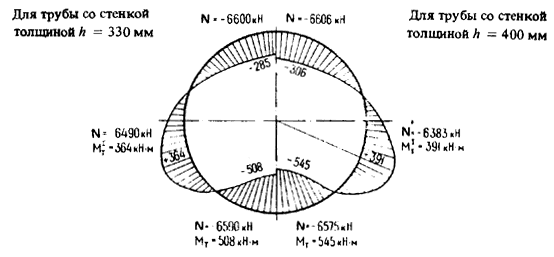 Для трубы со стенкой
толщиной h = 330 мм
N = -6600 кН
N = -6606 кН
Для трубы со стенкой
толщиной h = 400 мм
-285
-306
N = 6490 кН
Mт = 364 кН·м
+364
-391
N = -6383 кН
Mт = 391 кН·м
-508
-545
N = -6590 кН
Mт = 508 кН·м
N = -6575 кН
Mт = 545 кН·м